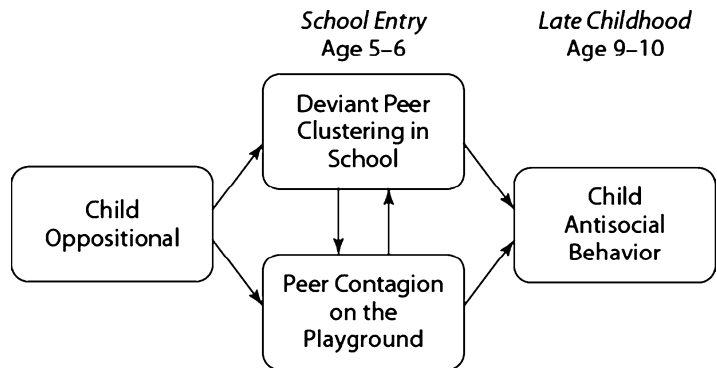 School Entry
Age 5–6
Late Childhood
Age 9–10
Deviant Peer
Clustering in
School
Child
Oppositional
Child
Antisocial
Behavior
Peer Contagion
on the
Playground